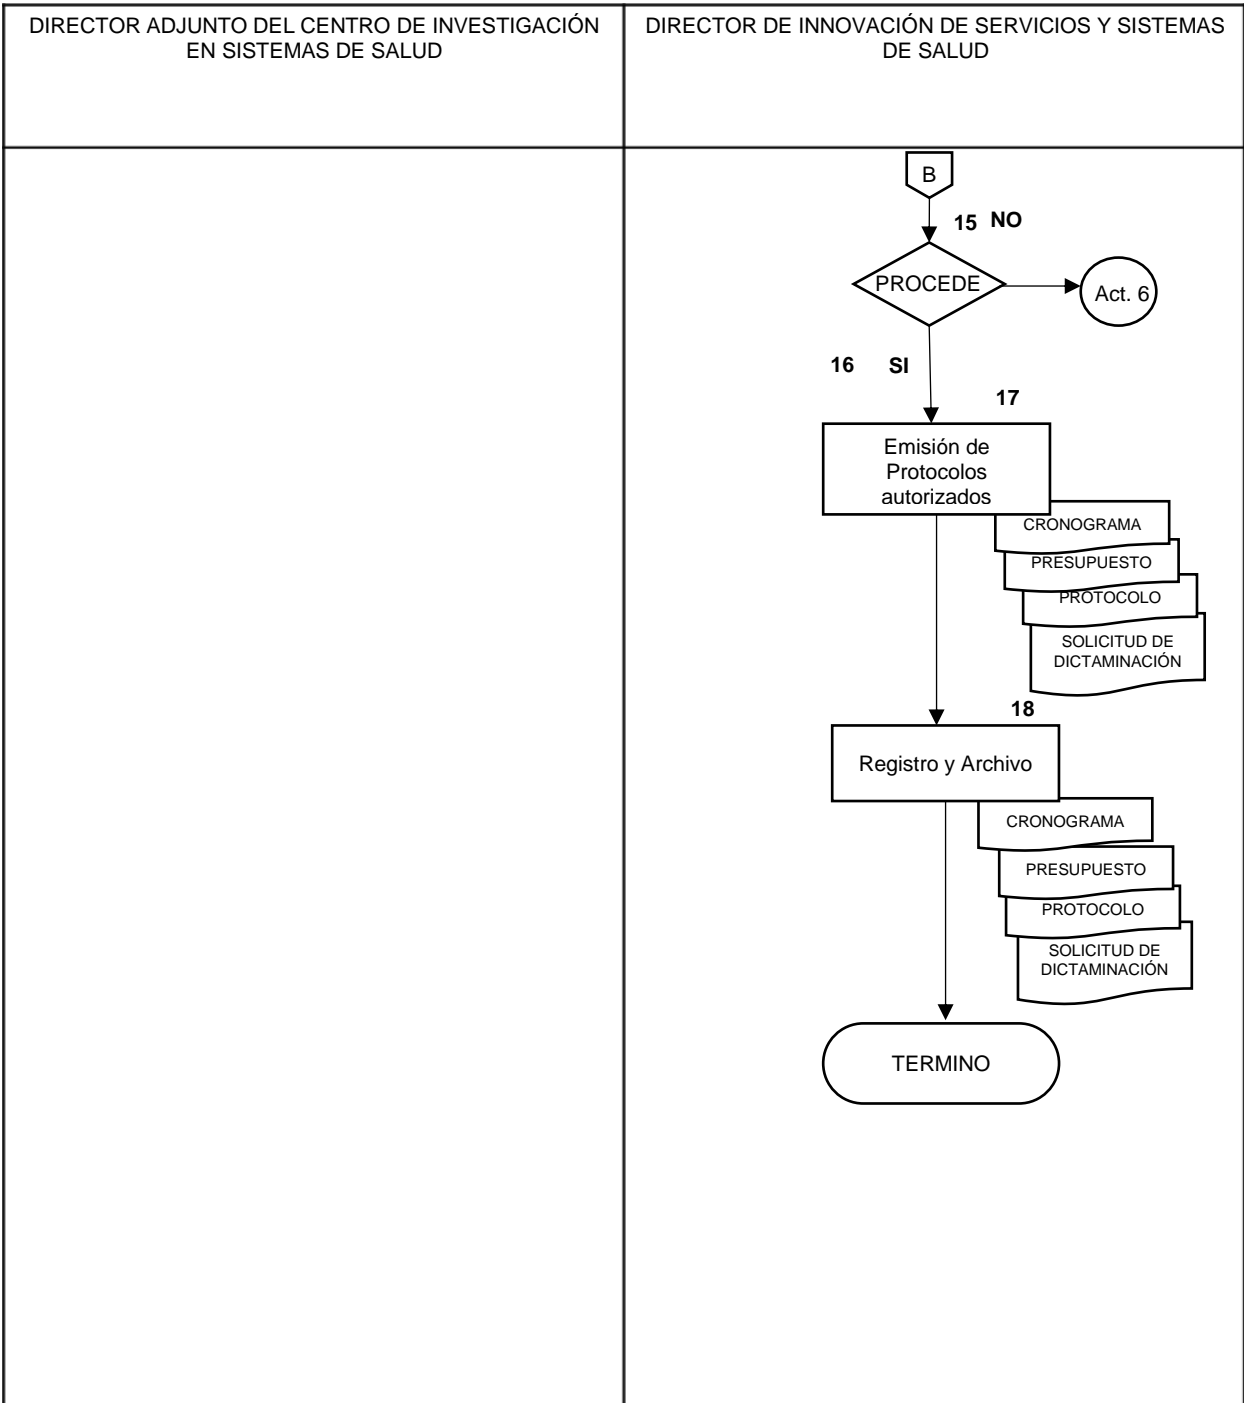 DIRECTOR ADJUNTO DEL CENTRO DE INVESTIGACIÓN
EN SISTEMAS DE SALUD
DIRECTOR DE INNOVACIÓN DE SERVICIOS Y SISTEMAS
DE SALUD
B
15 NO
PROCEDE
Act. 6
16 SI
17
Emisión de
Protocolos
autorizados
CRONOGRAMA
PRESUPUESTO
PROTOCOLO
SOLICITUD DE
DICTAMINACIÓN
18
Registro y Archivo
CRONOGRAMA
PRESUPUESTO
PROTOCOLO
SOLICITUD DE
DICTAMINACIÓN
TERMINO